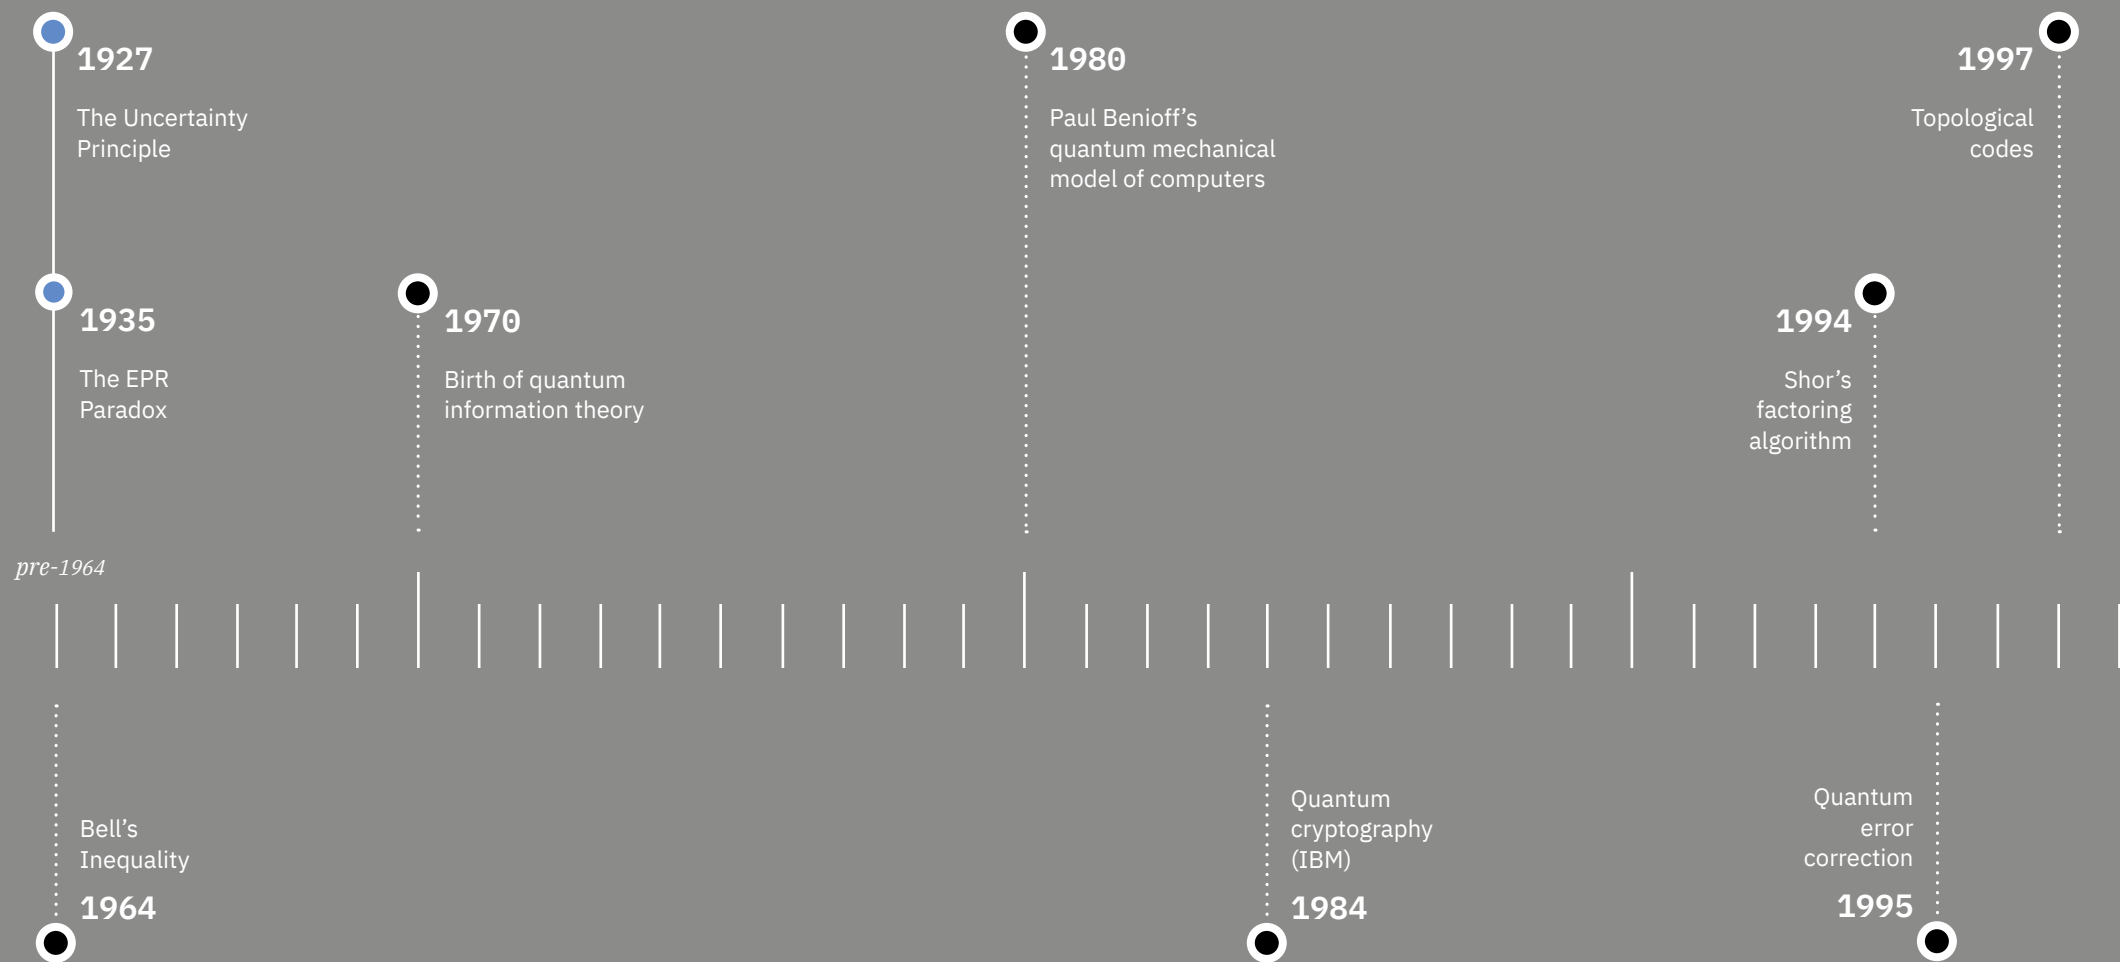 1927
The Uncertainty
Principle
1980
Paul Benioff’s
quantum mechanical
model of computers
1997
Topological
codes
1935
The EPR
Paradox
1970
Birth of quantum
information theory
1994
Shor’s
factoring
algorithm
pre-1964
Bell’s
Inequality
1964
Quantum
cryptography
(IBM)
1984
Quantum
error
correction
1995